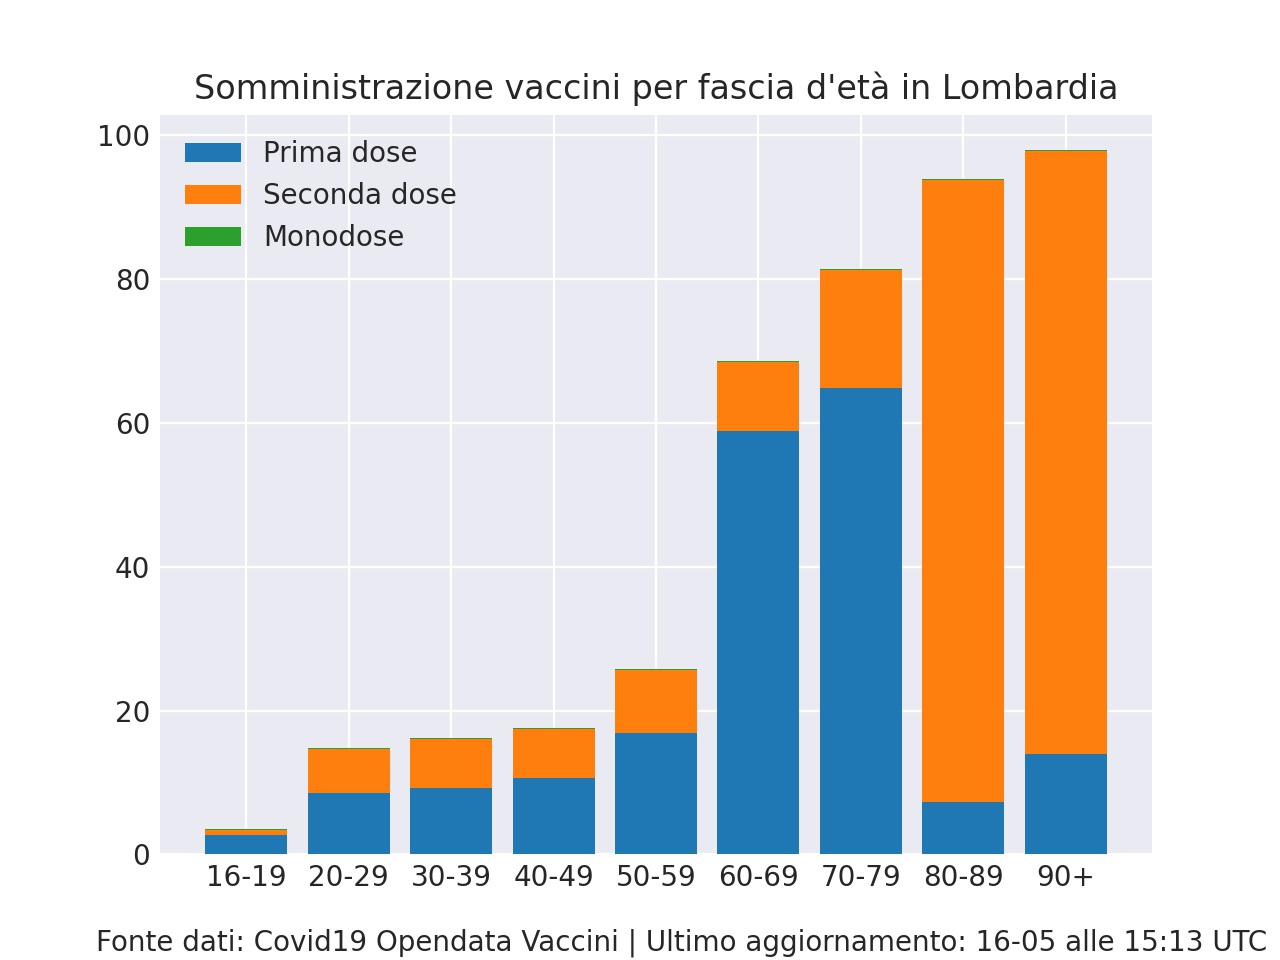 Somministrazione vaccini per fascia d'età in Lombardia
100
80
60
40
20
0
Prima dose
Seconda dose
Monodose
16-19 20-29 30-39 40-49 50-59 60-69 70-79 80-89 90+
Fonte dati: Covid19 Opendata Vaccini | Ultimo aggiornamento: 16-05 alle 15:13 UTC